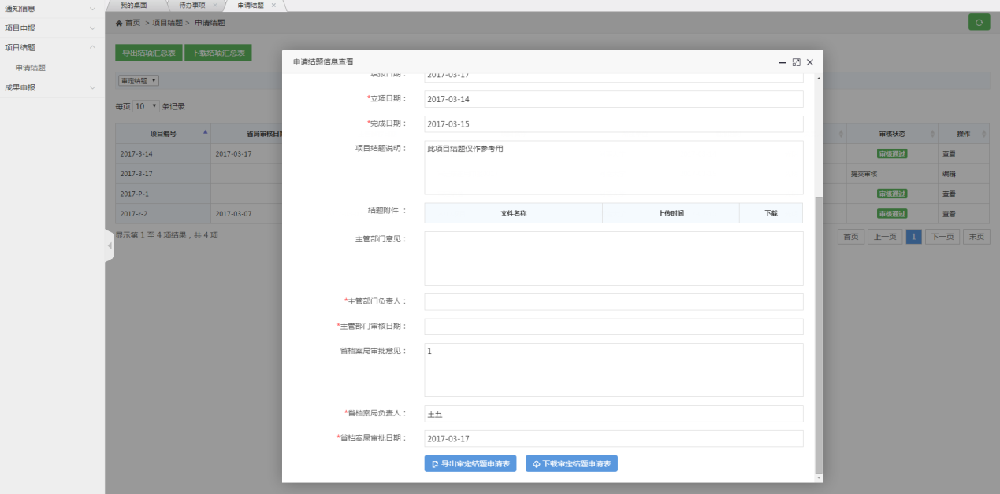 通知信息
项目申报
项目结题
申请结题
成果申报
我的桌面
待办事项
申请结题
首页 > 项目结题 > 申请结题
导出结项汇总表
下载结项汇总表
审定结题
每页 10 条记录
项目编号
省局审核日期
审核状态
操作
2017-3-14
2017-03-17
审核通过
查看
2017-3-17
提交审核
编辑
2017-P-1
审核通过
查看
2017-r-2
2017-03-07
审核通过
查看
显示第 1 至 4 项结果，共 4 项
首页
上一页
1
下一页
末页
申请结题信息查看
填报日期： 2017-03-17
*立项日期： 2017-03-14
*完成日期： 2017-03-15
项目结题说明： 此项目结题仅作参考用
结题附件 ： 文件名称 上传时间 下载
主管部门意见：
*主管部门负责人：
*主管部门审核日期：
省档案局审批意见： 1
*省档案局负责人： 王五
*省档案局审批日期： 2017-03-17
导出审定结题申请表
下载审定结题申请表